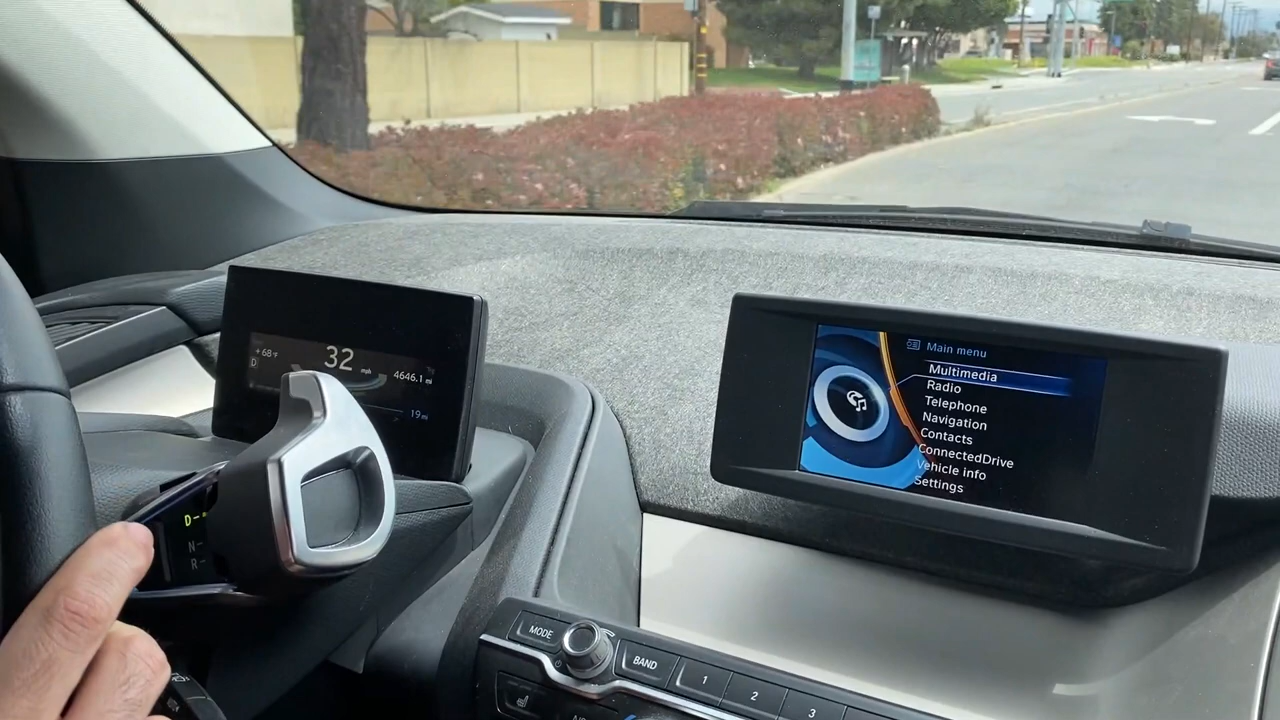 +68°F
32 mph
D
4646.1 mi
19 mi
Main menu
Multimedia
Radio
Telephone
Navigation
Contacts
ConnectedDrive
Vehicle info
Settings
D-
N-
R-
MODE
BAND
1
2
3